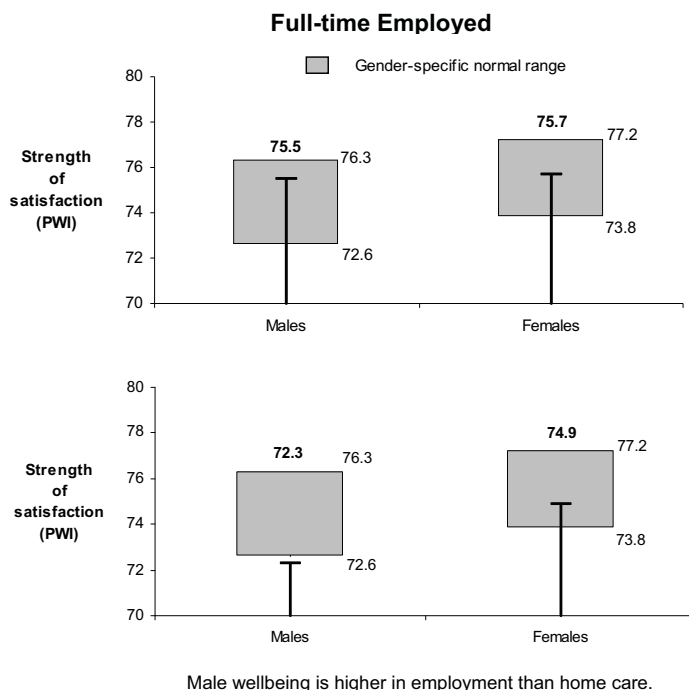 Full-time Employed
Gender-specific normal range
80
78
76
74
72
70
Strength
of
satisfaction
(PWI)
75.5
76.3
72.6
75.7
77.2
73.8
Males
Females
80
78
76
74
72
70
Strength
of
satisfaction
(PWI)
72.3
76.3
72.6
74.9
77.2
73.8
Males
Females
Male wellbeing is higher in employment than home care.